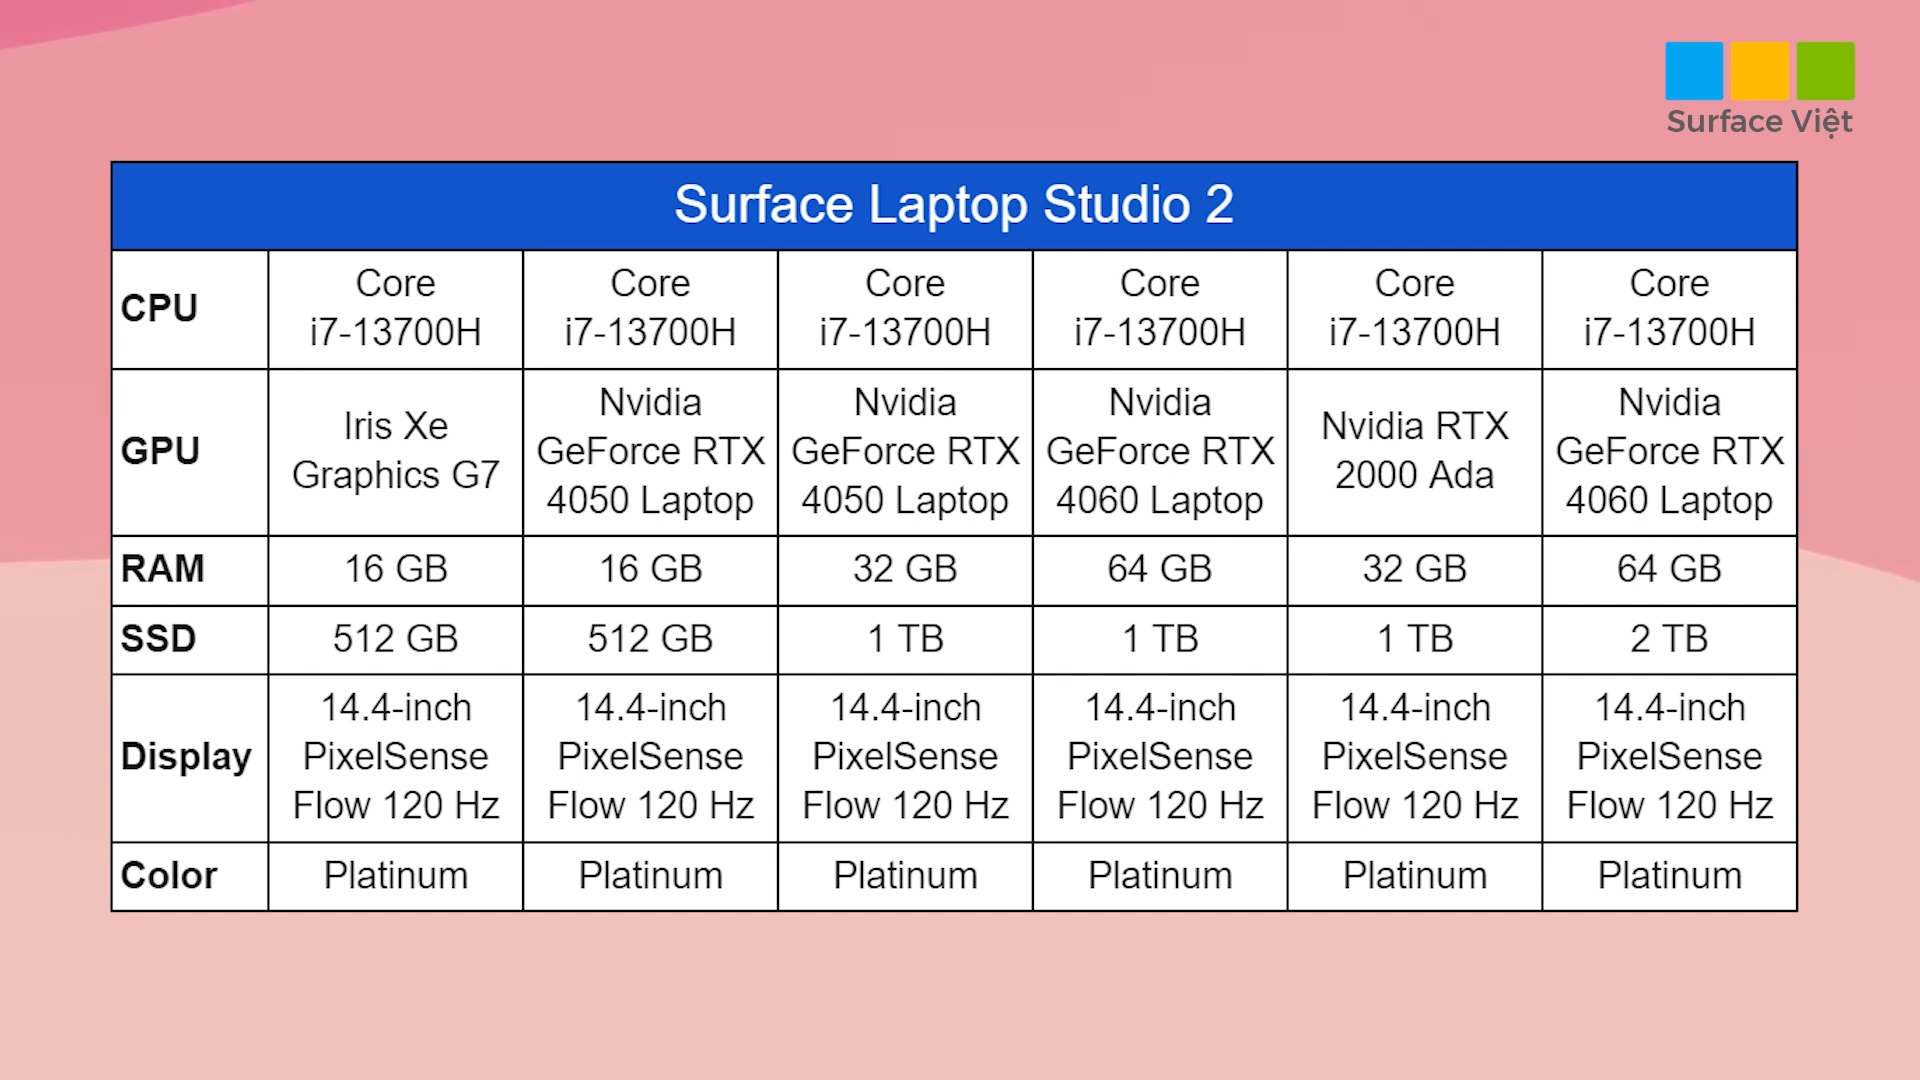 Surface Việt
Surface Laptop Studio 2
CPU
Core
i7-13700H
Core
i7-13700H
Core
i7-13700H
Core
i7-13700H
Core
i7-13700H
Core
i7-13700H
GPU
Iris Xe
Graphics G7
Nvidia
GeForce RTX
4050 Laptop
Nvidia
GeForce RTX
4050 Laptop
Nvidia
GeForce RTX
4060 Laptop
Nvidia RTX
2000 Ada
Nvidia
GeForce RTX
4060 Laptop
RAM
16 GB
16 GB
32 GB
64 GB
32 GB
64 GB
SSD
512 GB
512 GB
1 TB
1 TB
1 TB
2 TB
Display
14.4-inch
PixelSense
Flow 120 Hz
14.4-inch
PixelSense
Flow 120 Hz
14.4-inch
PixelSense
Flow 120 Hz
14.4-inch
PixelSense
Flow 120 Hz
14.4-inch
PixelSense
Flow 120 Hz
14.4-inch
PixelSense
Flow 120 Hz
Color
Platinum
Platinum
Platinum
Platinum
Platinum
Platinum